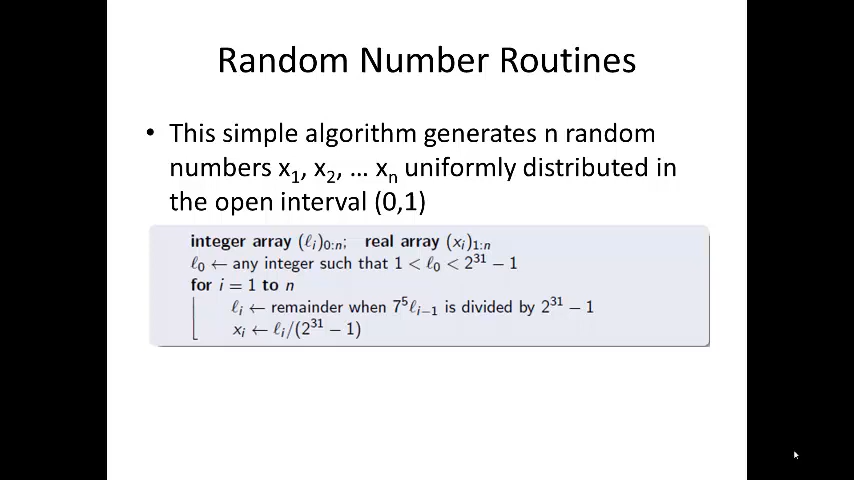 Random Number Routines
• This simple algorithm generates n random
numbers x₁, x₂, … xₙ uniformly distributed in
the open interval (0,1)
integer array (ℓᵢ)₀:ₙ; real array (xᵢ)₁:ₙ
ℓ₀ ← any integer such that 1 < ℓ₀ < 2³¹ − 1
for i = 1 to n
ℓᵢ ← remainder when 7⁵ℓᵢ₋₁ is divided by 2³¹ − 1
xᵢ ← ℓᵢ/(2³¹ − 1)